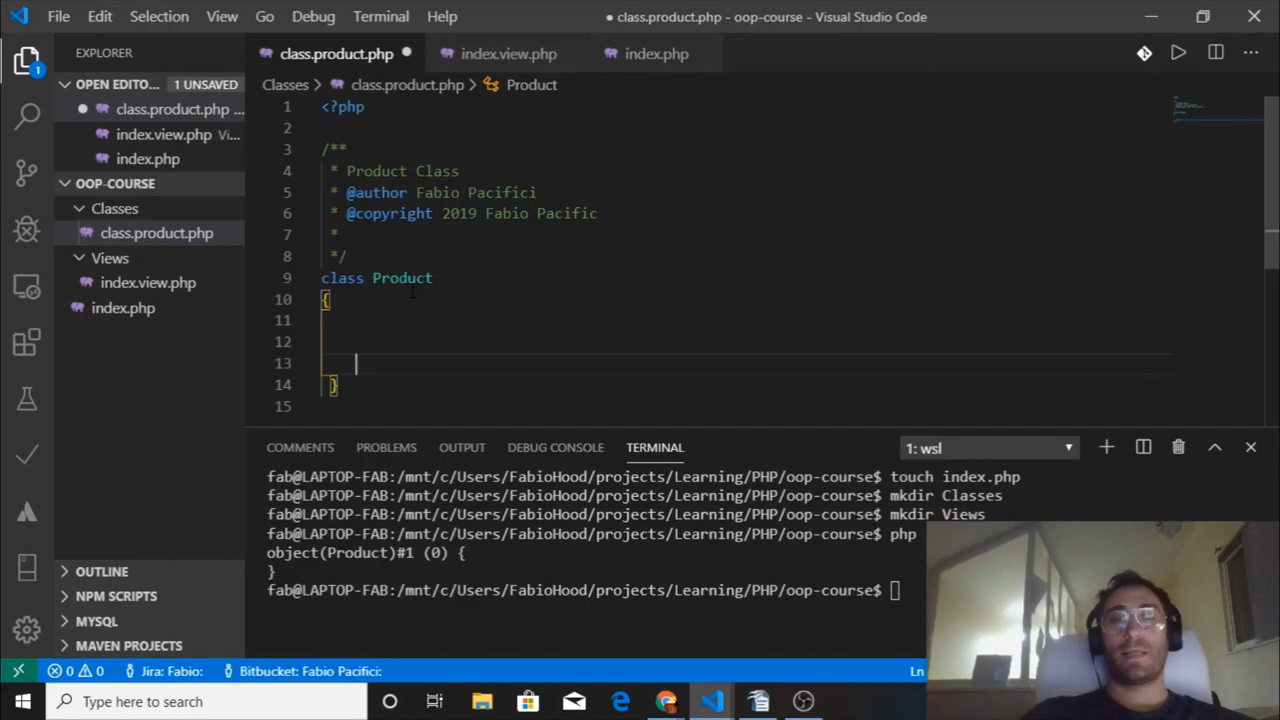 File Edit Selection View Go Debug Terminal Help
● class.product.php - oop-course - Visual Studio Code
EXPLORER
class.product.php ●
index.view.php
index.php
OPEN EDITO... 1 UNSAVED
class.product.php ...
index.view.php Vi...
index.php
OOP-COURSE
Classes
class.product.php
Views
index.view.php
index.php
OUTLINE
NPM SCRIPTS
MYSQL
MAVEN PROJECTS
1
Classes > class.product.php > Product
1 <?php
2
3 /**
4 * Product Class
5 * @author Fabio Pacifici
6 * @copyright 2019 Fabio Pacific
7 *
8 */
9 class Product
10 {
11
12
13
14 }
15
COMMENTS PROBLEMS OUTPUT DEBUG CONSOLE TERMINAL
1: wsl
fab@LAPTOP-FAB:/mnt/c/Users/FabioHood/projects/Learning/PHP/oop-course$ touch index.php
fab@LAPTOP-FAB:/mnt/c/Users/FabioHood/projects/Learning/PHP/oop-course$ mkdir Classes
fab@LAPTOP-FAB:/mnt/c/Users/FabioHood/projects/Learning/PHP/oop-course$ mkdir Views
fab@LAPTOP-FAB:/mnt/c/Users/FabioHood/projects/Learning/PHP/oop-course$ php
object(Product)#1 (0) {
}
fab@LAPTOP-FAB:/mnt/c/Users/FabioHood/projects/Learning/PHP/oop-course$
0 0 Jira: Fabio: Bitbucket: Fabio Pacifici: Ln
Type here to search